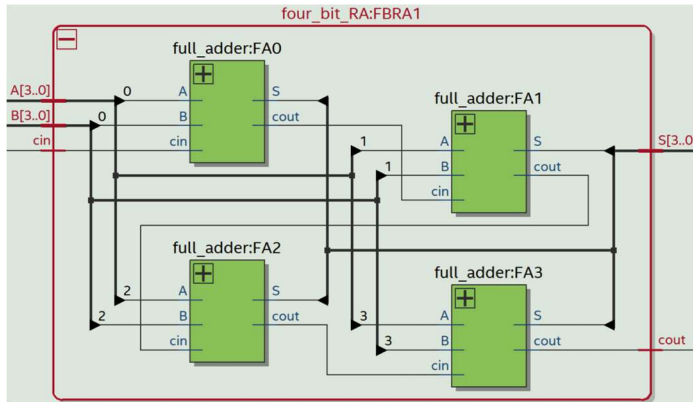 four_bit_RA:FBRA1
full_adder:FA0
A[3..0]
0
A
S
B[3..0]
0
B
cout
cin
cin
full_adder:FA1
1
A
S
S[3..0
1
B
cout
cin
full_adder:FA2
2
A
S
2
B
cout
cin
full_adder:FA3
3
A
S
3
B
cout
cout
cin